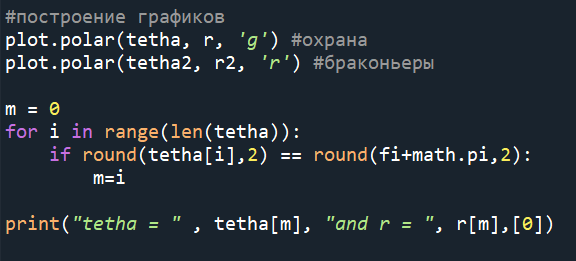 #построение графиков
plot.polar(tetha, r, 'g') #охрана
plot.polar(tetha2, r2, 'r') #браконьеры
m = 0
for i in range(len(tetha)):
    if round(tetha[i],2) == round(fi+math.pi,2):
        m=i
print("tetha = " , tetha[m], "and r = ", r[m],[0])